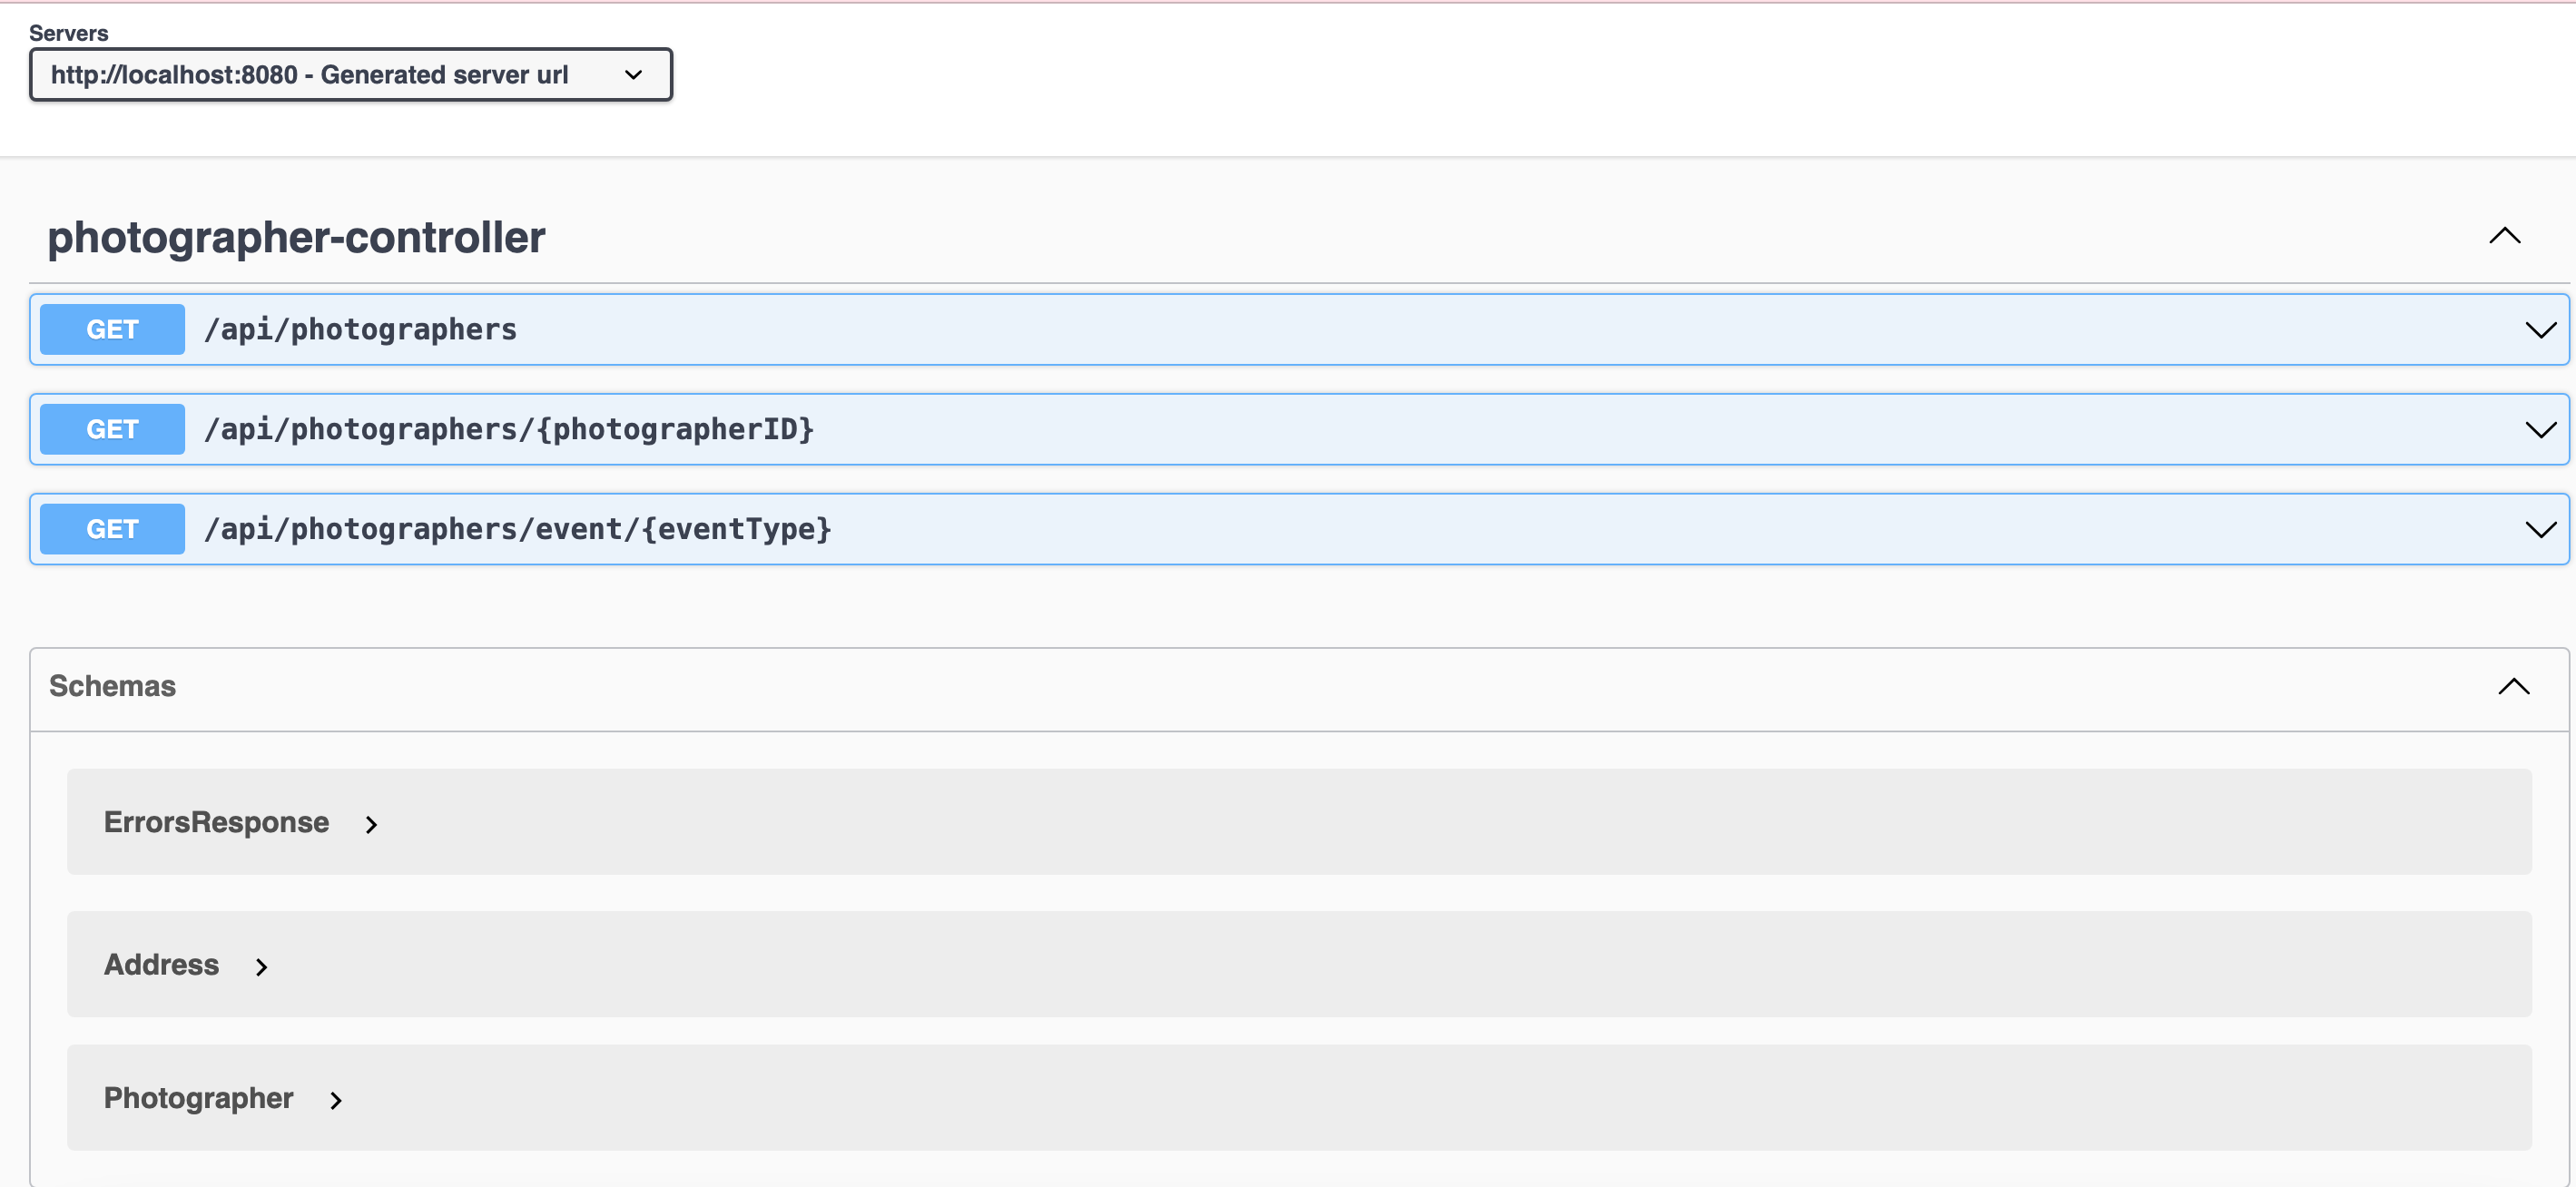 Servers
http://localhost:8080 - Generated server url
photographer-controller
GET /api/photographers
GET /api/photographers/{photographerID}
GET /api/photographers/event/{eventType}
Schemas
ErrorsResponse
Address
Photographer